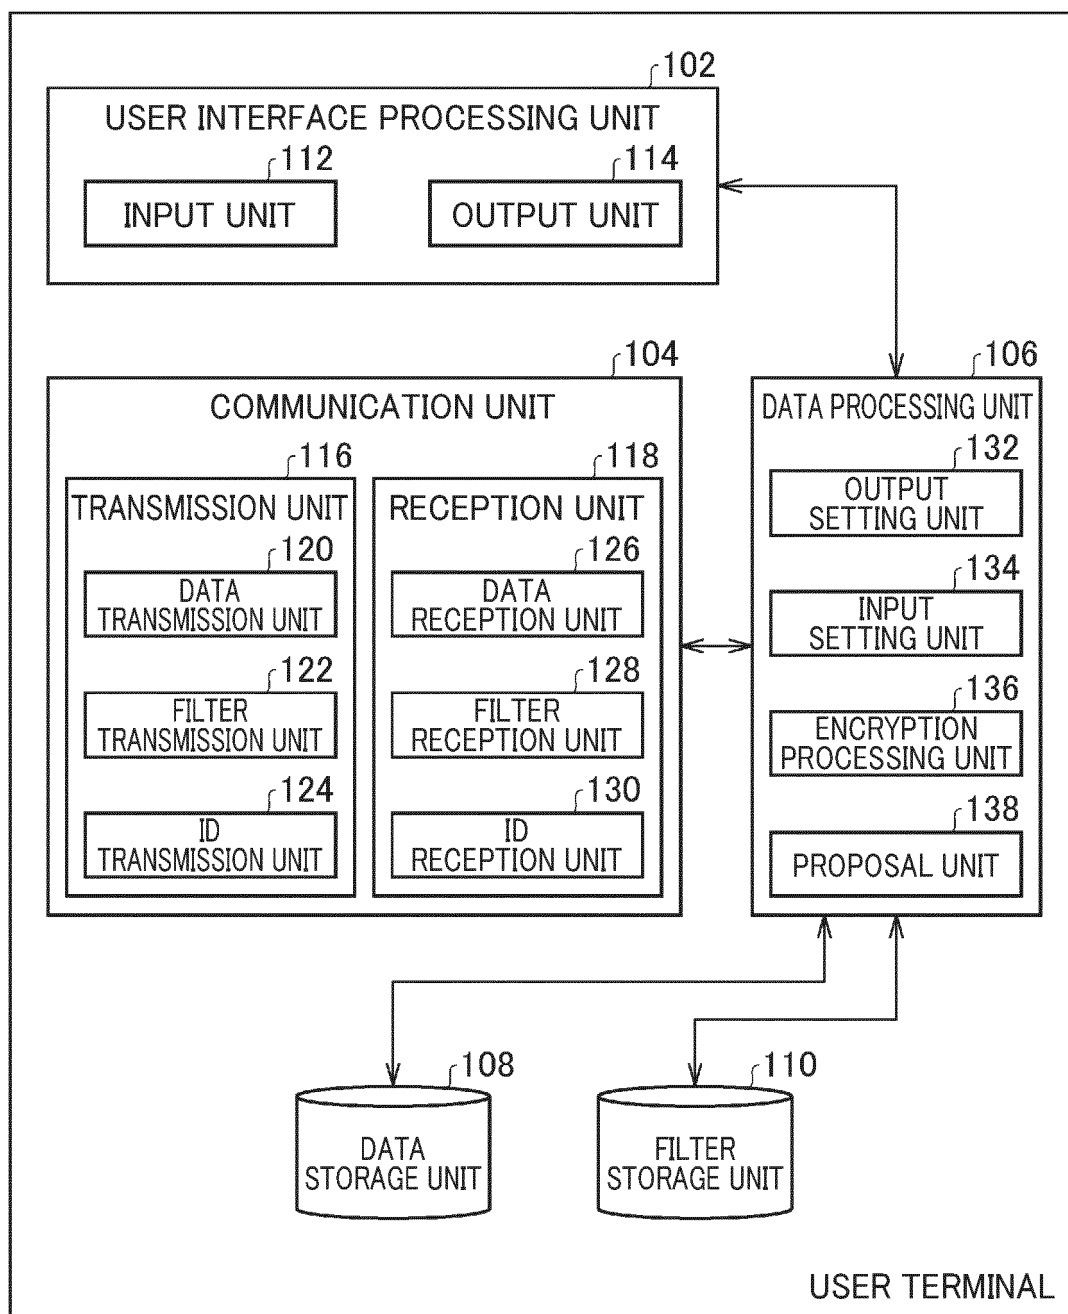 102
USER INTERFACE PROCESSING UNIT
112
INPUT UNIT
114
OUTPUT UNIT
104
COMMUNICATION UNIT
116
TRANSMISSION UNIT
120
DATA
TRANSMISSION UNIT
122
FILTER
TRANSMISSION UNIT
124
ID
TRANSMISSION UNIT
118
RECEPTION UNIT
126
DATA
RECEPTION UNIT
128
FILTER
RECEPTION UNIT
130
ID
RECEPTION UNIT
106
DATA PROCESSING UNIT
132
OUTPUT
SETTING UNIT
134
INPUT
SETTING UNIT
136
ENCRYPTION
PROCESSING UNIT
138
PROPOSAL UNIT
108
DATA
STORAGE UNIT
110
FILTER
STORAGE UNIT
USER TERMINAL